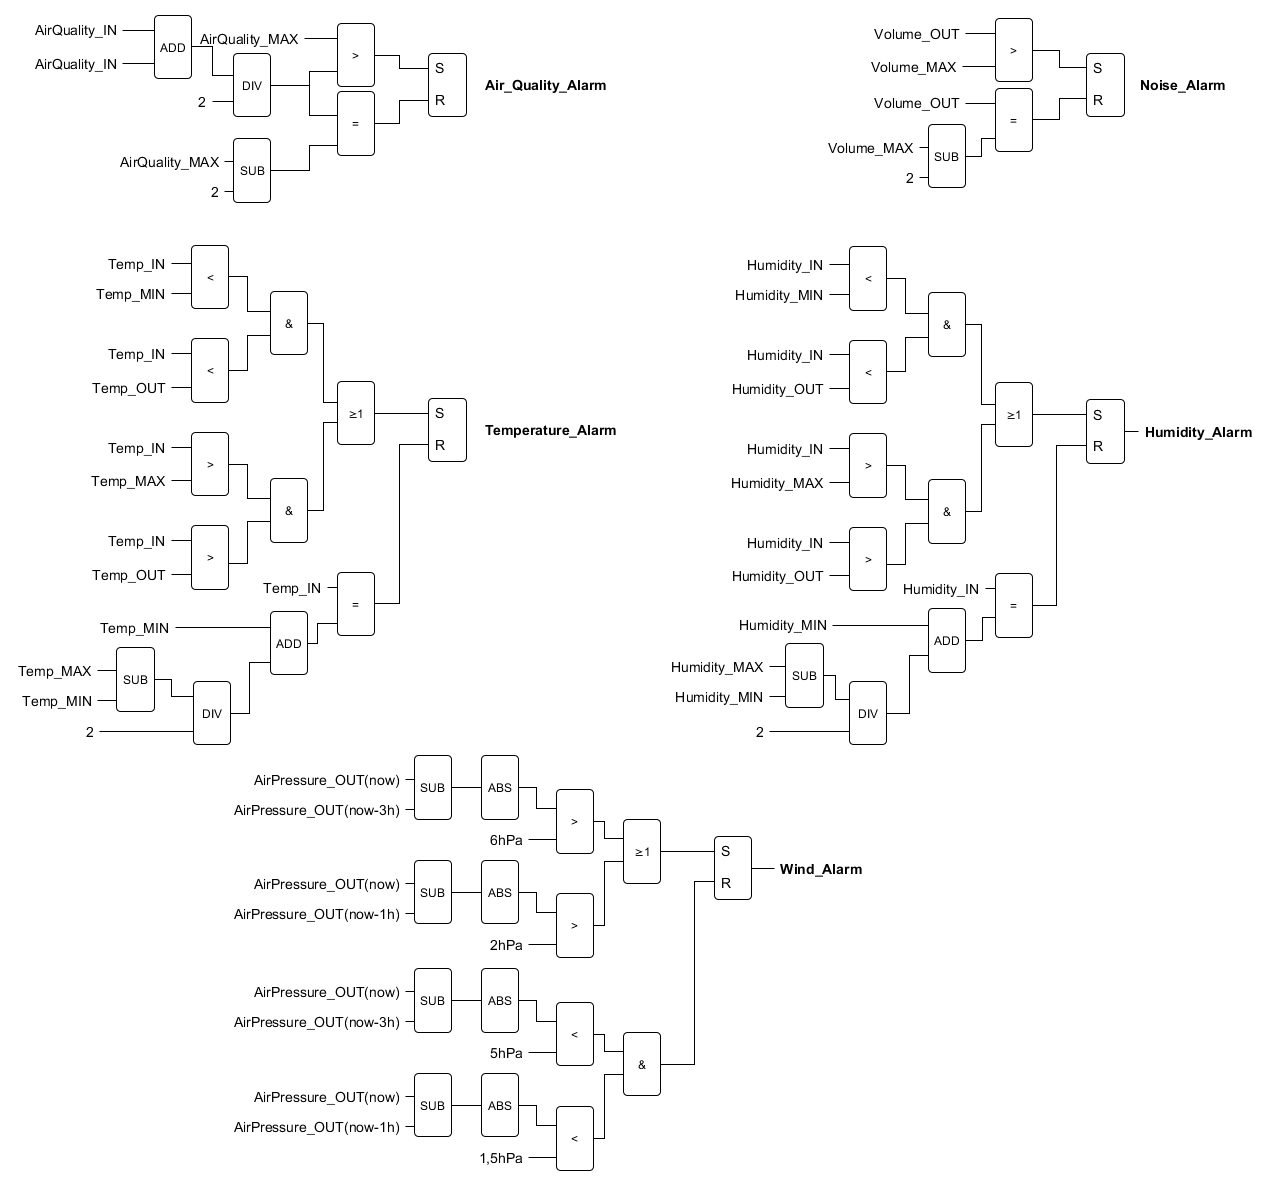 AirQuality_IN
AirQuality_IN
ADD
AirQuality_MAX
DIV
2
>
=
AirQuality_MAX
2
SUB
S
R
Air_Quality_Alarm
Volume_OUT
Volume_MAX
>
Volume_OUT
=
Volume_MAX
2
SUB
S
R
Noise_Alarm
Temp_IN
Temp_MIN
<
Temp_IN
Temp_OUT
<
&
Temp_IN
Temp_MAX
>
Temp_IN
Temp_OUT
>
&
≥1
Temp_IN
=
Temp_MIN
ADD
Temp_MAX
Temp_MIN
SUB
2
DIV
S
R
Temperature_Alarm
Humidity_IN
Humidity_MIN
<
Humidity_IN
Humidity_OUT
<
&
Humidity_IN
Humidity_MAX
>
Humidity_IN
Humidity_OUT
>
&
≥1
Humidity_IN
=
Humidity_MIN
ADD
Humidity_MAX
Humidity_MIN
SUB
2
DIV
S
R
Humidity_Alarm
AirPressure_OUT(now)
AirPressure_OUT(now-3h)
SUB
ABS
6hPa
>
AirPressure_OUT(now)
AirPressure_OUT(now-1h)
SUB
ABS
2hPa
>
≥1
AirPressure_OUT(now)
AirPressure_OUT(now-3h)
SUB
ABS
5hPa
<
AirPressure_OUT(now)
AirPressure_OUT(now-1h)
SUB
ABS
1,5hPa
<
&
S
R
Wind_Alarm